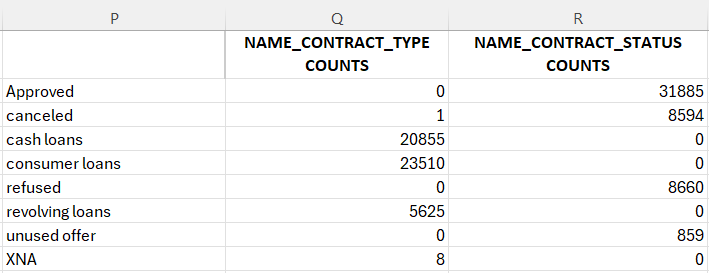 P Q R
NAME_CONTRACT_TYPE NAME_CONTRACT_STATUS
COUNTS COUNTS
Approved 0 31885
canceled 1 8594
cash loans 20855 0
consumer loans 23510 0
refused 0 8660
revolving loans 5625 0
unused offer 0 859
XNA 8 0